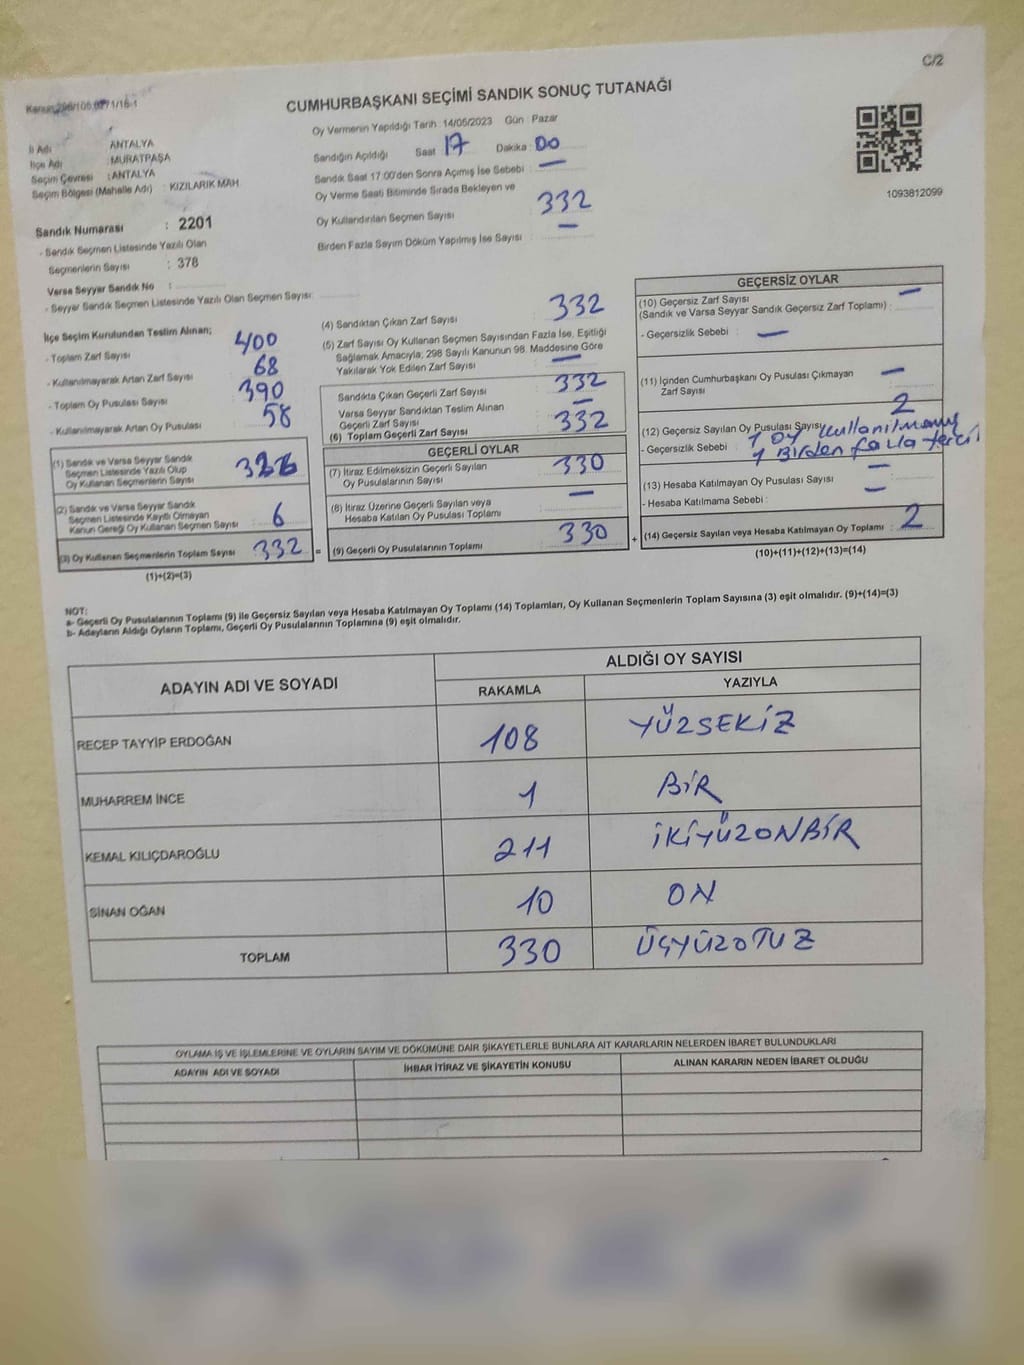 C/2
CUMHURBAŞKANI SEÇİMİ SANDIK SONUÇ TUTANAĞI
Oy Vermenin Yapıldığı Tarih :14/05/2023 Gün : Pazar
İl Adı : ANTALYA
İlçe Adı : MURATPAŞA
Seçim Çevresi : ANTALYA
Seçim Bölgesi (Mahalle Adı) : KIZILARIK MAH.
Sandığın Açıldığı Saat 17 Dakika : 00
Sandık Saat 17:00'den Sonra Açılmış İse Sebebi : —
Oy Verme Saati Bitiminde Sırada Bekleyen ve
Oy Kullandırılan Seçmen Sayısı 332
Birden Fazla Sayım Döküm Yapılmış İse Sayısı : —
1093812099
Sandık Numarası : 2201
- Sandık Seçmen Listesinde Yazılı Olan
Seçmenlerin Sayısı : 378
Varsa Seyyar Sandık No :
- Seyyar Sandık Seçmen Listesinde Yazılı Olan Seçmen Sayısı:
İlçe Seçim Kurulundan Teslim Alınan;
- Toplam Zarf Sayısı : 400
- Kullanılmayarak Artan Zarf Sayısı : 68
- Toplam Oy Pusulası Sayısı : 390
- Kullanılmayarak Artan Oy Pusulası : 58
(1) Sandık ve Varsa Seyyar Sandık
Seçmen Listesinde Yazılı Olup
Oy Kullanan Seçmenlerin Sayısı : 326
(2) Sandık ve Varsa Seyyar Sandık
Seçmen Listesinde Kayıtlı Olmayan
Kanun Gereği Oy Kullanan Seçmen Sayısı : 6
(3) Oy Kullanan Seçmenlerin Toplam Sayısı : 332 =
(1)+(2)=(3)
(4) Sandıktan Çıkan Zarf Sayısı : 332
(5) Zarf Sayısı Oy Kullanan Seçmen Sayısından Fazla İse, Eşitliği
Sağlamak Amacıyla; 298 Sayılı Kanunun 98. Maddesine Göre
Yakılarak Yok Edilen Zarf Sayısı : —
Sandıkta Çıkan Geçerli Zarf Sayısı : 332
Varsa Seyyar Sandıktan Teslim Alınan
Geçerli Zarf Sayısı : —
(6) Toplam Geçerli Zarf Sayısı : 332
GEÇERLİ OYLAR
(7) İtiraz Edilmeksizin Geçerli Sayılan
Oy Pusulalarının Sayısı : 330
(8) İtiraz Üzerine Geçerli Sayılan veya
Hesaba Katılan Oy Pusulası Toplamı : —
(9) Geçerli Oy Pusulalarının Toplamı : 330 +
GEÇERSİZ OYLAR
(10) Geçersiz Zarf Sayısı
(Sandık ve Varsa Seyyar Sandık Geçersiz Zarf Toplamı) : —
- Geçersizlik Sebebi : —
(11) İçinden Cumhurbaşkanı Oy Pusulası Çıkmayan
Zarf Sayısı : —
(12) Geçersiz Sayılan Oy Pusulası Sayısı : 2
- Geçersizlik Sebebi : 1 oy kullanılmamış
1 Birden fazla tercih
(13) Hesaba Katılmayan Oy Pusulası Sayısı : —
- Hesaba Katılmama Sebebi : —
(14) Geçersiz Sayılan veya Hesaba Katılmayan Oy Toplamı : 2
(10)+(11)+(12)+(13)=(14)
NOT:
a- Geçerli Oy Pusulalarının Toplamı (9) ile Geçersiz Sayılan veya Hesaba Katılmayan Oy Toplamı (14) Toplamları, Oy Kullanan Seçmenlerin Toplam Sayısına (3) eşit olmalıdır. (9)+(14)=(3)
b- Adayların Aldığı Oyların Toplamı, Geçerli Oy Pusulalarının Toplamına (9) eşit olmalıdır.
ADAYIN ADI VE SOYADI ALDIĞI OY SAYISI
RAKAMLA YAZIYLA
RECEP TAYYİP ERDOĞAN 108 YÜZSEKİZ
MUHARREM İNCE 1 BİR
KEMAL KILIÇDAROĞLU 211 İKİYÜZONBİR
SİNAN OĞAN 10 ON
TOPLAM 330 ÜÇYÜZOTUZ
OYLAMA İŞ VE İŞLEMLERİNE VE OYLARIN SAYIM VE DÖKÜMÜNE DAİR ŞİKAYETLERLE BUNLARA AİT KARARLARIN NELERDEN İBARET BULUNDUKLARI
ADAYIN ADI VE SOYADI İHBAR İTİRAZ VE ŞİKAYETİN KONUSU ALINAN KARARIN NEDEN İBARET OLDUĞU